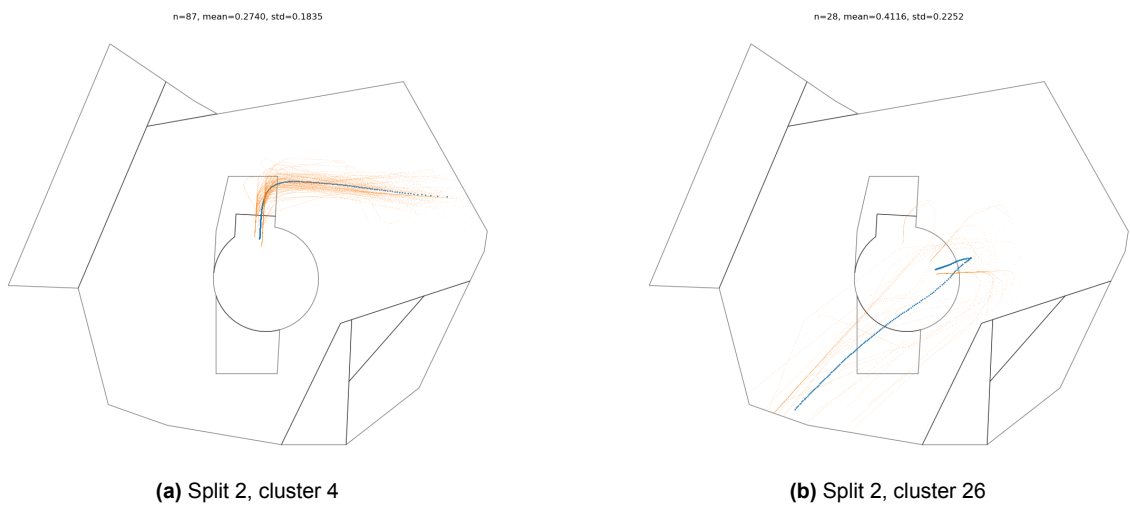 n=87, mean=0.2740, std=0.1835
n=28, mean=0.4116, std=0.2252
(a) Split 2, cluster 4
(b) Split 2, cluster 26